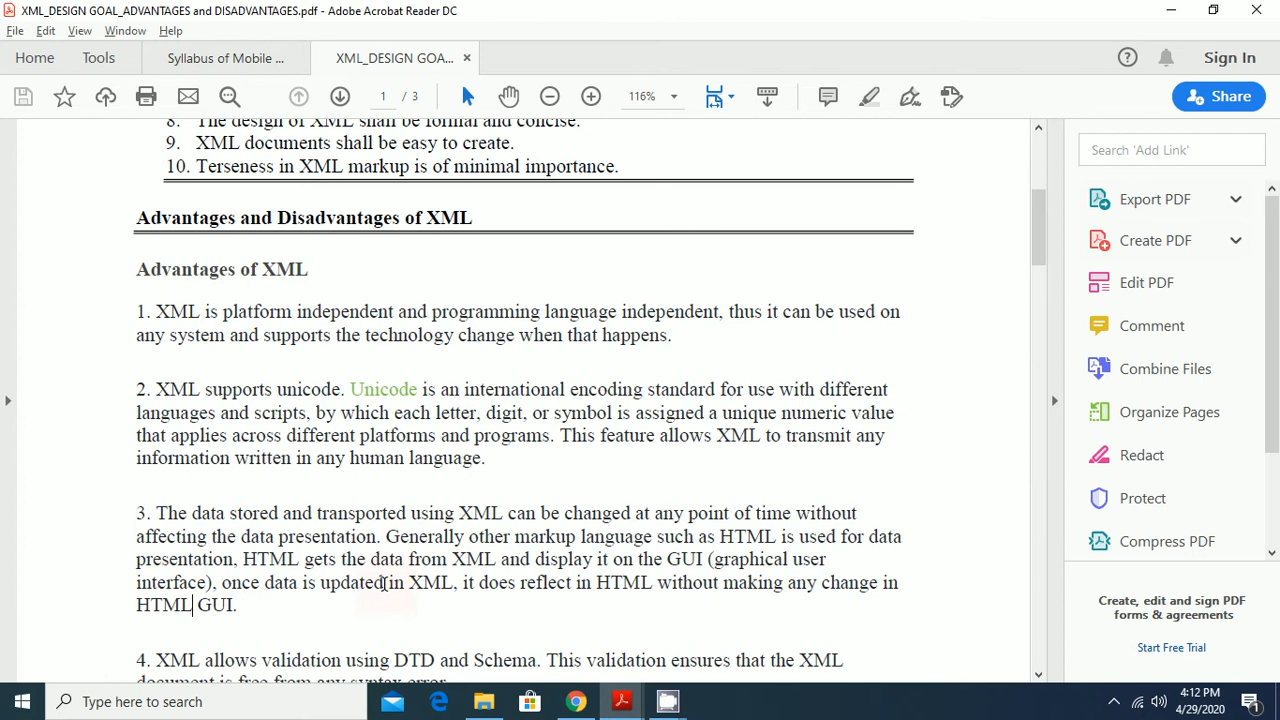 XML_DESIGN GOAL_ADVANTAGES and DISADVANTAGES.pdf - Adobe Acrobat Reader DC
File Edit View Window Help
Home Tools Syllabus of Mobile ... XML_DESIGN GOA... × Sign In
1 / 3 116% Share
8. The design of XML shall be formal and concise.
9. XML documents shall be easy to create.
10. Terseness in XML markup is of minimal importance.
Advantages and Disadvantages of XML
Advantages of XML
1. XML is platform independent and programming language independent, thus it can be used on
any system and supports the technology change when that happens.
2. XML supports unicode. Unicode is an international encoding standard for use with different
languages and scripts, by which each letter, digit, or symbol is assigned a unique numeric value
that applies across different platforms and programs. This feature allows XML to transmit any
information written in any human language.
3. The data stored and transported using XML can be changed at any point of time without
affecting the data presentation. Generally other markup language such as HTML is used for data
presentation, HTML gets the data from XML and display it on the GUI (graphical user
interface), once data is updated in XML, it does reflect in HTML without making any change in
HTML GUI.
4. XML allows validation using DTD and Schema. This validation ensures that the XML
document is free from any syntax error.
Search 'Add Link'
Export PDF
Create PDF
Edit PDF
Comment
Combine Files
Organize Pages
Redact
Protect
Compress PDF
Create, edit and sign PDF
forms & agreements
Start Free Trial
Type here to search
4:12 PM
4/29/2020
1